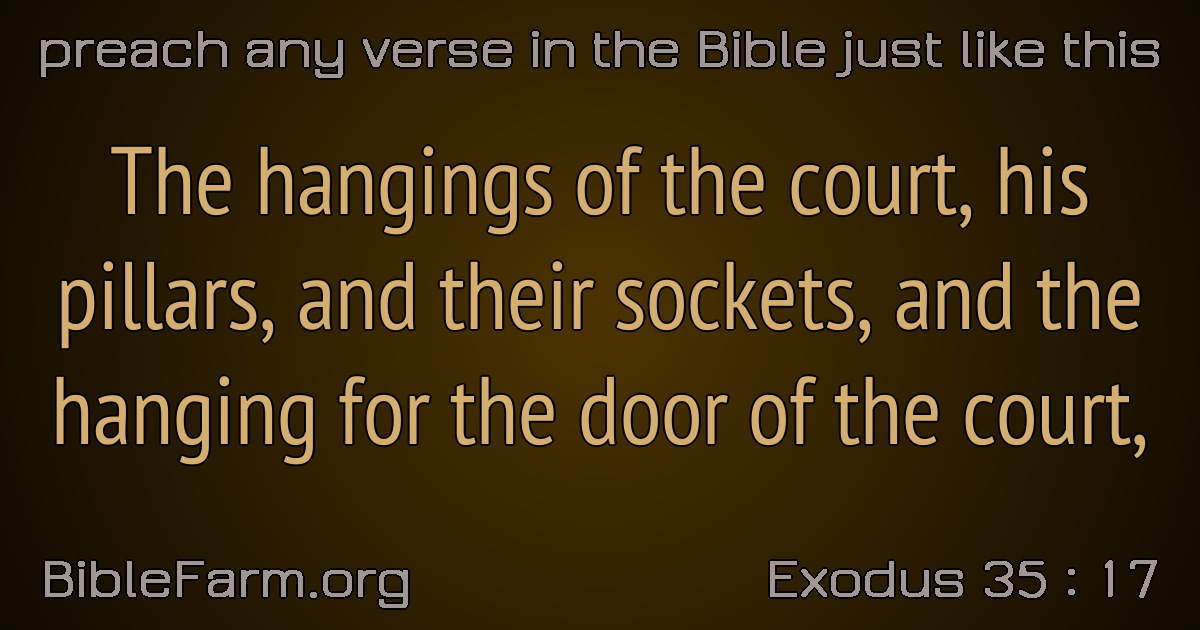 preach any verse in the Bible just like this
The hangings of the court, his
pillars, and their sockets, and the
hanging for the door of the court,
BibleFarm.org
Exodus 35 : 17